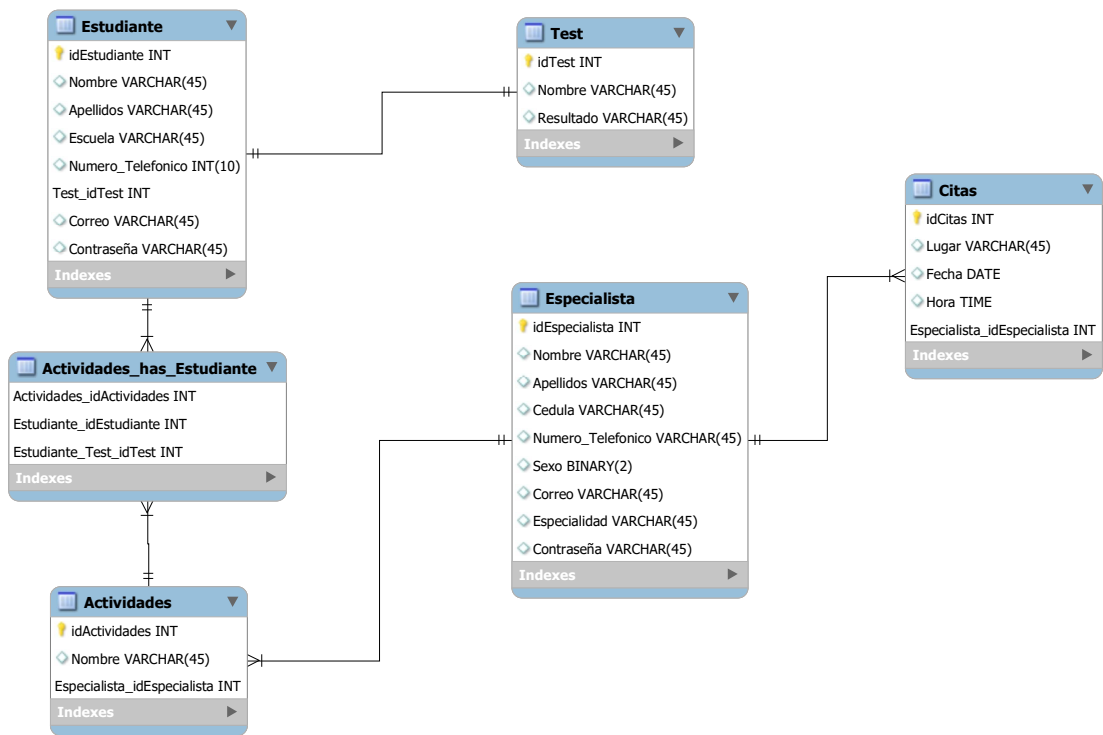 Estudiante
idEstudiante INT
Nombre VARCHAR(45)
Apellidos VARCHAR(45)
Escuela VARCHAR(45)
Numero_Telefonico INT(10)
Test_idTest INT
Correo VARCHAR(45)
Contraseña VARCHAR(45)
Indexes
Test
idTest INT
Nombre VARCHAR(45)
Resultado VARCHAR(45)
Indexes
Citas
idCitas INT
Lugar VARCHAR(45)
Fecha DATE
Hora TIME
Especialista_idEspecialista INT
Indexes
Especialista
idEspecialista INT
Nombre VARCHAR(45)
Apellidos VARCHAR(45)
Cedula VARCHAR(45)
Numero_Telefonico VARCHAR(45)
Sexo BINARY(2)
Correo VARCHAR(45)
Especialidad VARCHAR(45)
Contraseña VARCHAR(45)
Indexes
Actividades_has_Estudiante
Actividades_idActividades INT
Estudiante_idEstudiante INT
Estudiante_Test_idTest INT
Indexes
Actividades
idActividades INT
Nombre VARCHAR(45)
Especialista_idEspecialista INT
Indexes